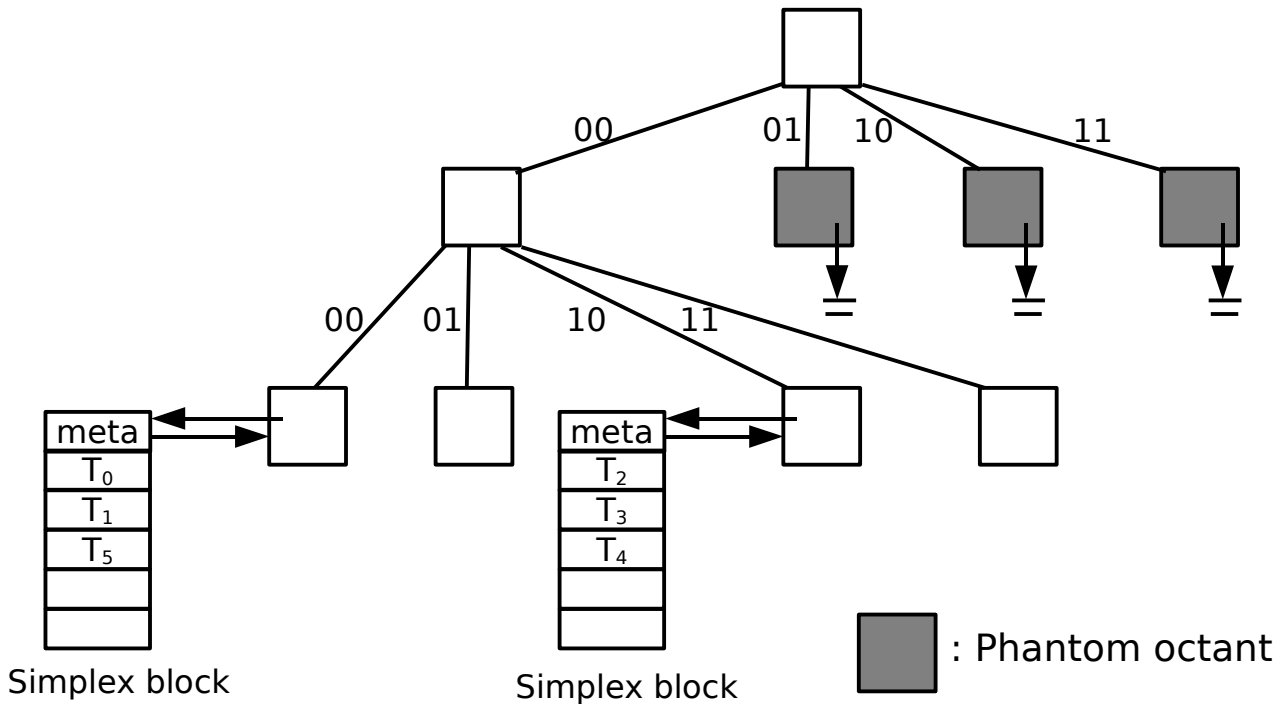 00
01
10
11
00
01
10
11
meta
T₀
T₁
T₅
Simplex block
meta
T₂
T₃
T₄
Simplex block
: Phantom octant